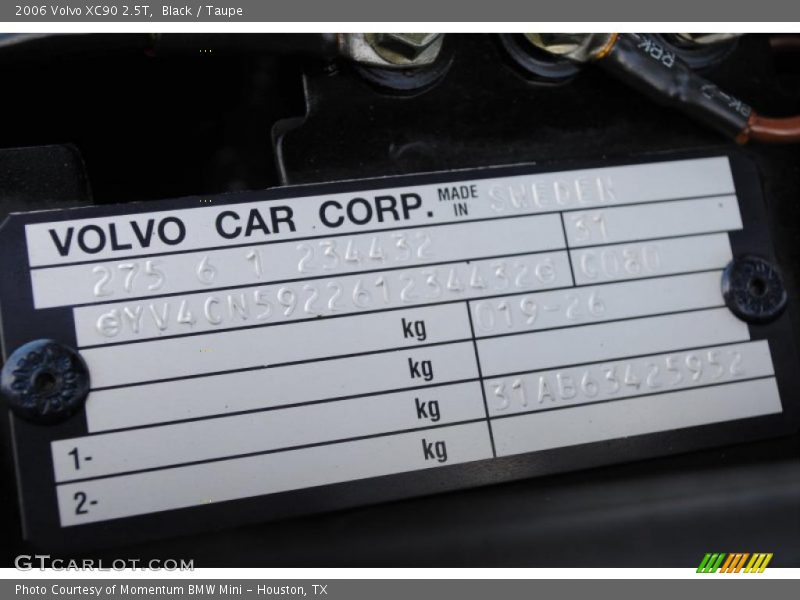 2006 Volvo XC90 2.5T, Black / Taupe
RBK-2
VOLVO CAR CORP. MADE IN SWEDEN
275 6 1 234432 31
YV4CN592261234432 C080
kg 019-26
kg
1- kg 31AB63425952
2- kg
GTCARLOT.COM
Photo Courtesy of Momentum BMW Mini - Houston, TX